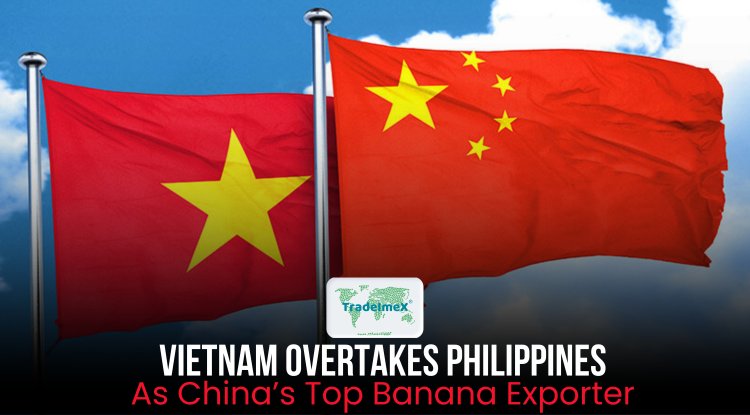 TradeImeX®
VIETNAM OVERTAKES PHILIPPINES
As China's Top Banana Exporter